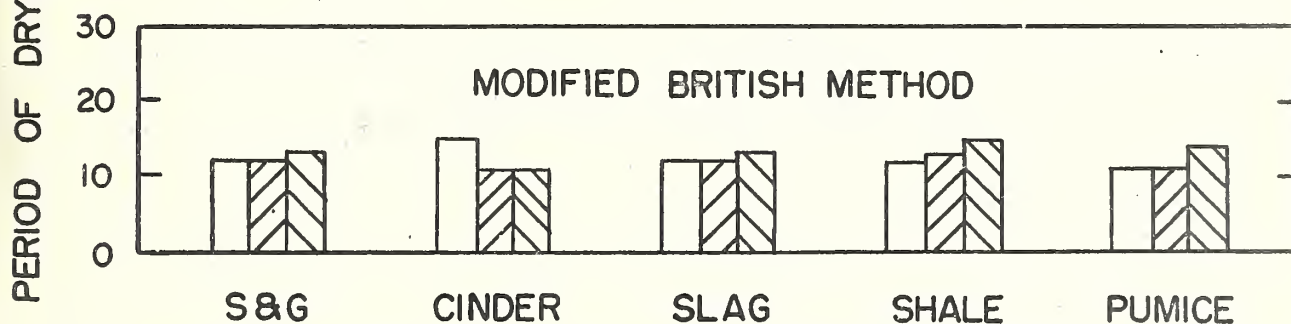 PERIOD OF DRY
30
20
10
0
MODIFIED BRITISH METHOD
S&G CINDER SLAG SHALE PUMICE